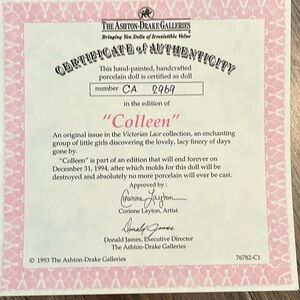 THE ASHTON-DRAKE GALLERIES
Bringing You Dolls of Irresistible Value
CERTIFICATE of AUTHENTICITY
This hand-painted, handcrafted
porcelain doll is certified as doll
number CA 2969
in the edition of
"Colleen"
An original issue in the Victorian Lace collection, an enchanting
group of little girls discovering the lovely, lacy finery of days
gone by.
"Colleen" is part of an edition that will end forever on
December 31, 1994, after which molds for this doll will be
destroyed and absolutely no more porcelain will ever be cast.
Approved by:
Corinne Layton
Corinne Layton, Artist
Donald James
Donald James, Executive Director
The Ashton-Drake Galleries
© 1993 The Ashton-Drake Galleries
76782-C1